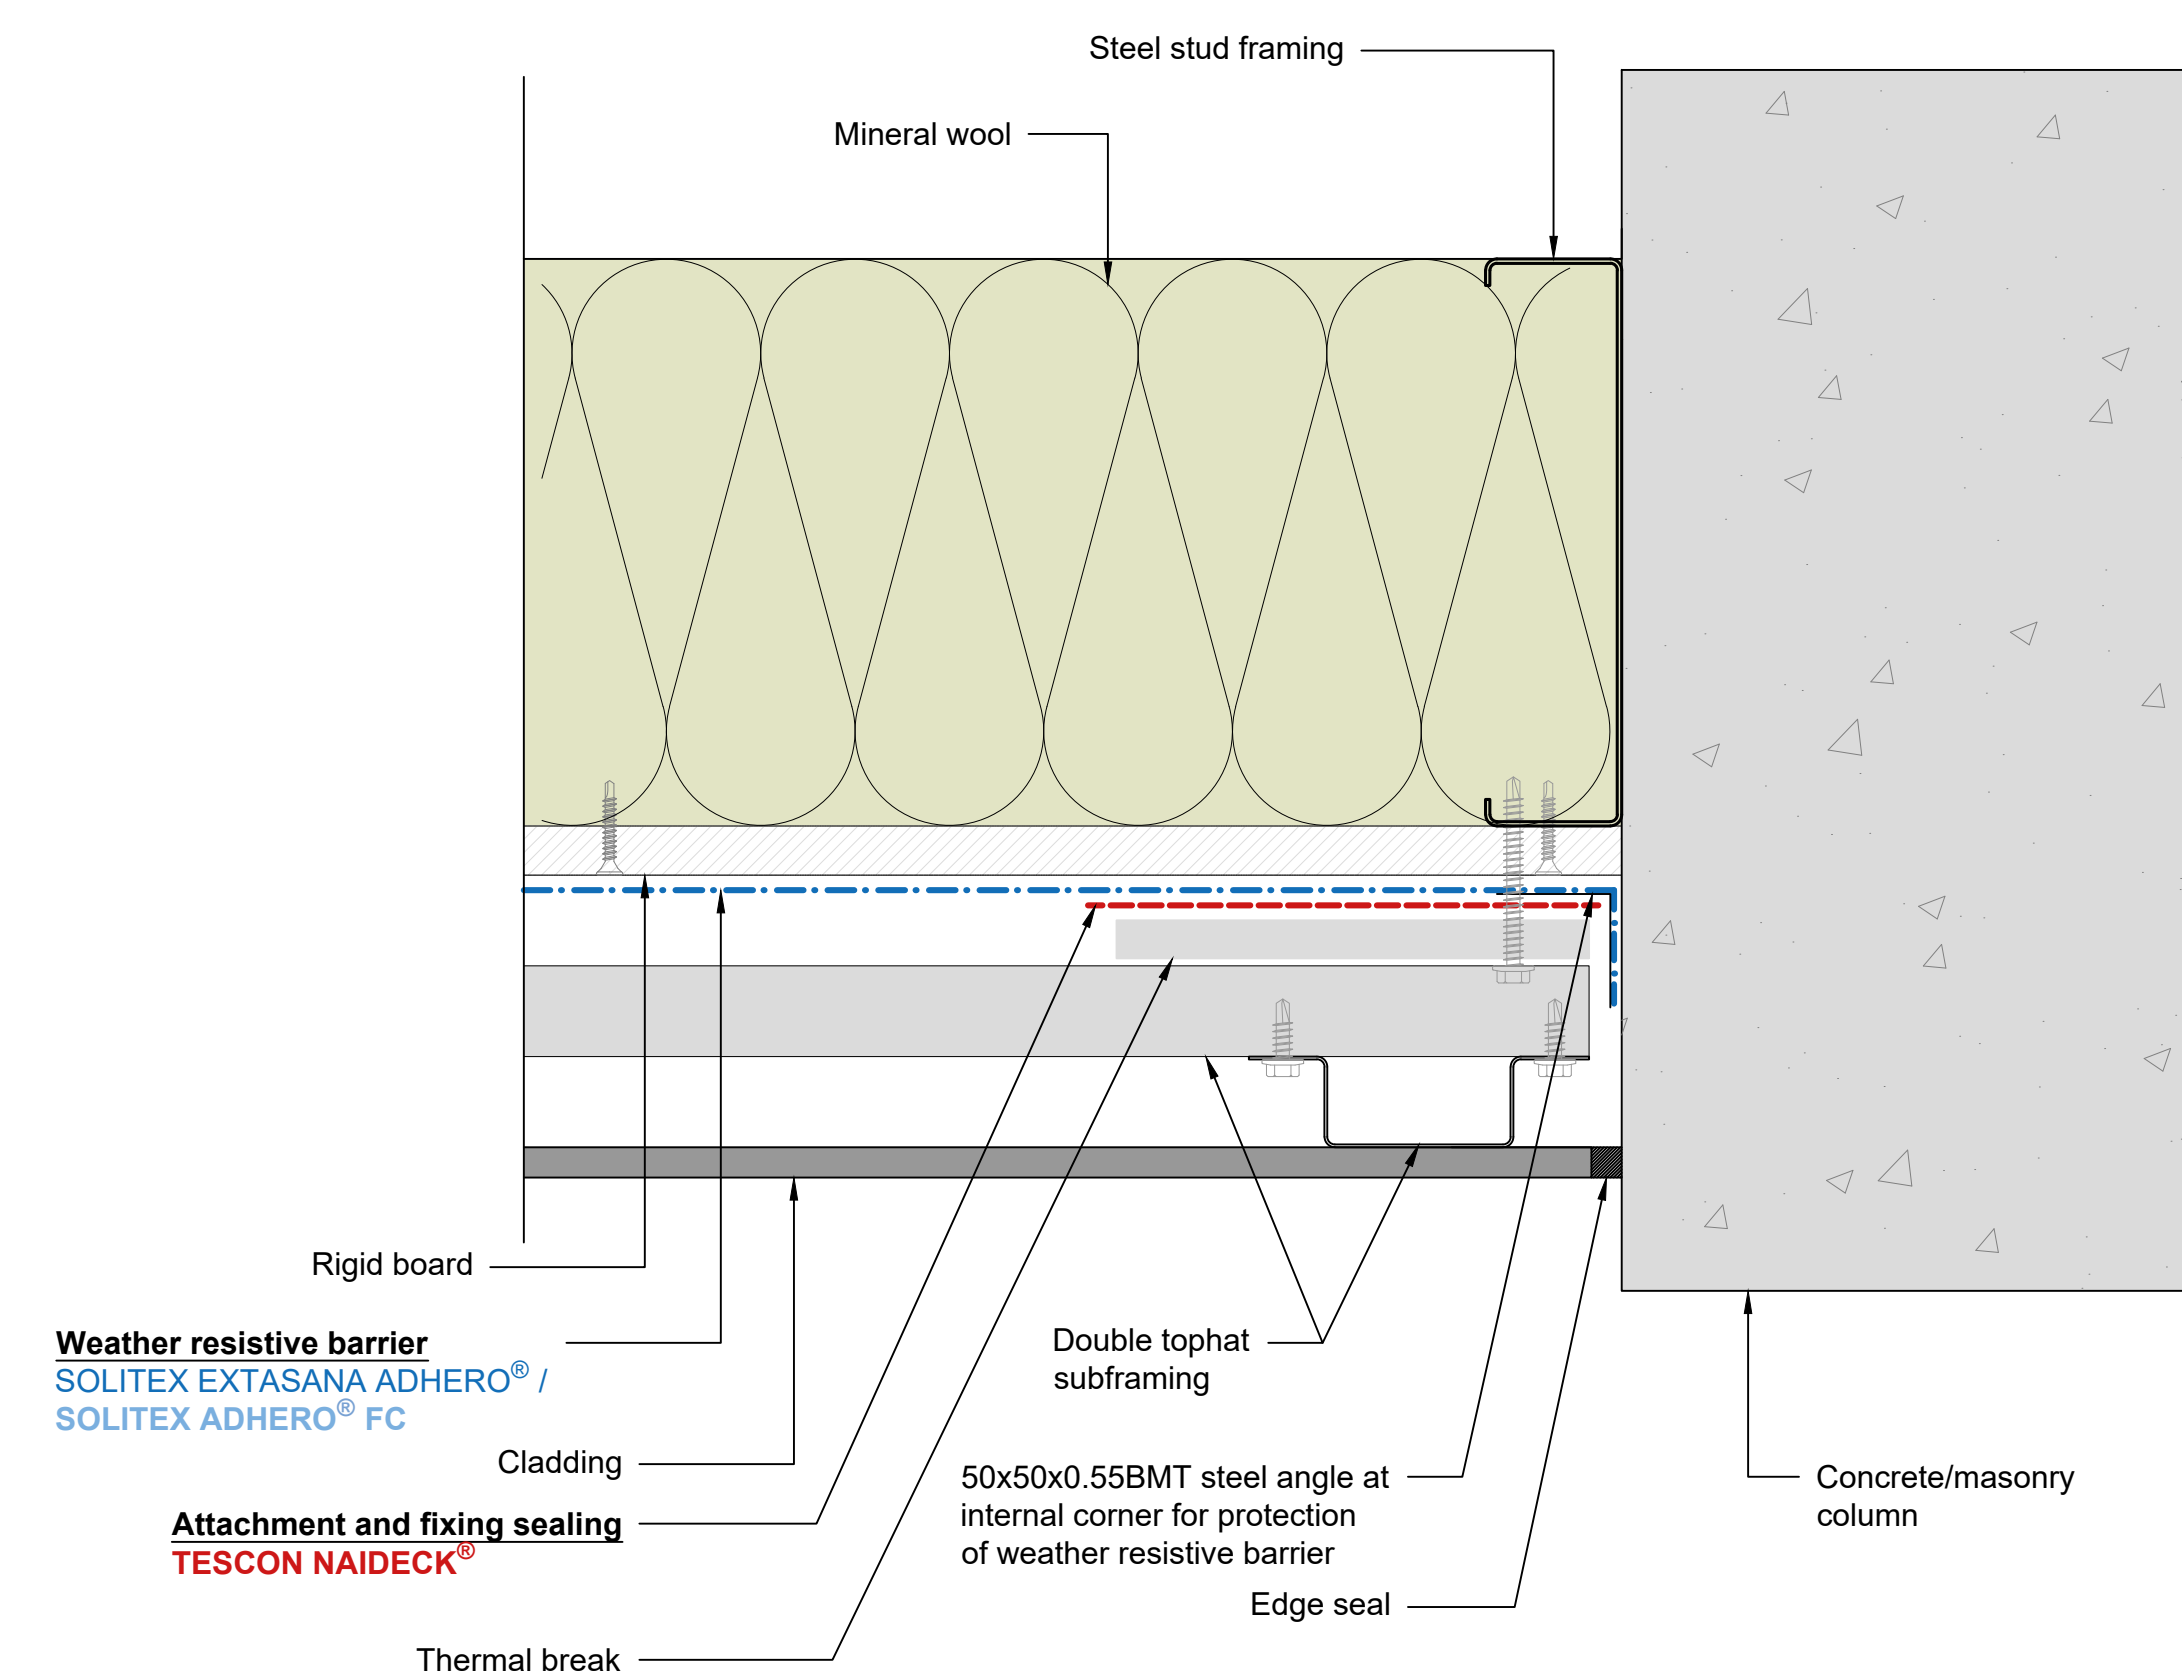 Steel stud framing
Mineral wool
Rigid board
Weather resistive barrier
SOLITEX EXTASANA ADHERO® /
SOLITEX ADHERO® FC
Cladding
Attachment and fixing sealing
TESCON NAIDECK®
Thermal break
Double tophat
subframing
50x50x0.55BMT steel angle at
internal corner for protection
of weather resistive barrier
Edge seal
Concrete/masonry
column